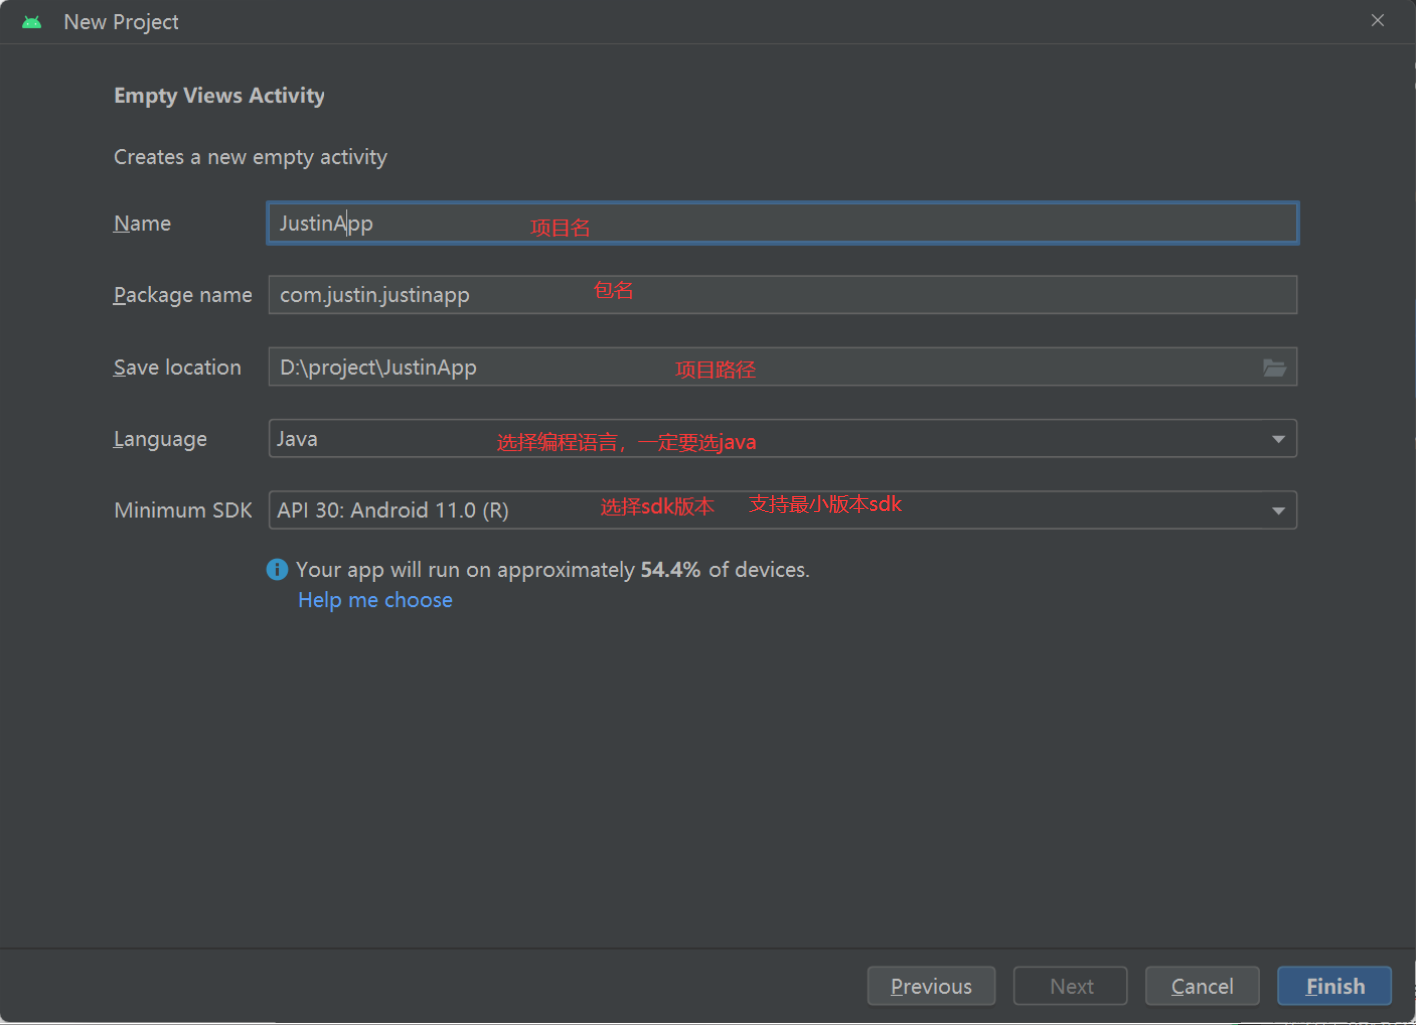 New Project
Empty Views Activity
Creates a new empty activity
Name JustinApp 项目名
Package name com.justin.justinapp 包名
Save location D:\project\JustinApp 项目路径
Language Java 选择编程语言，一定要选java
Minimum SDK API 30: Android 11.0 (R) 选择sdk版本 支持最小版本sdk
Your app will run on approximately 54.4% of devices.
Help me choose
Previous Next Cancel Finish